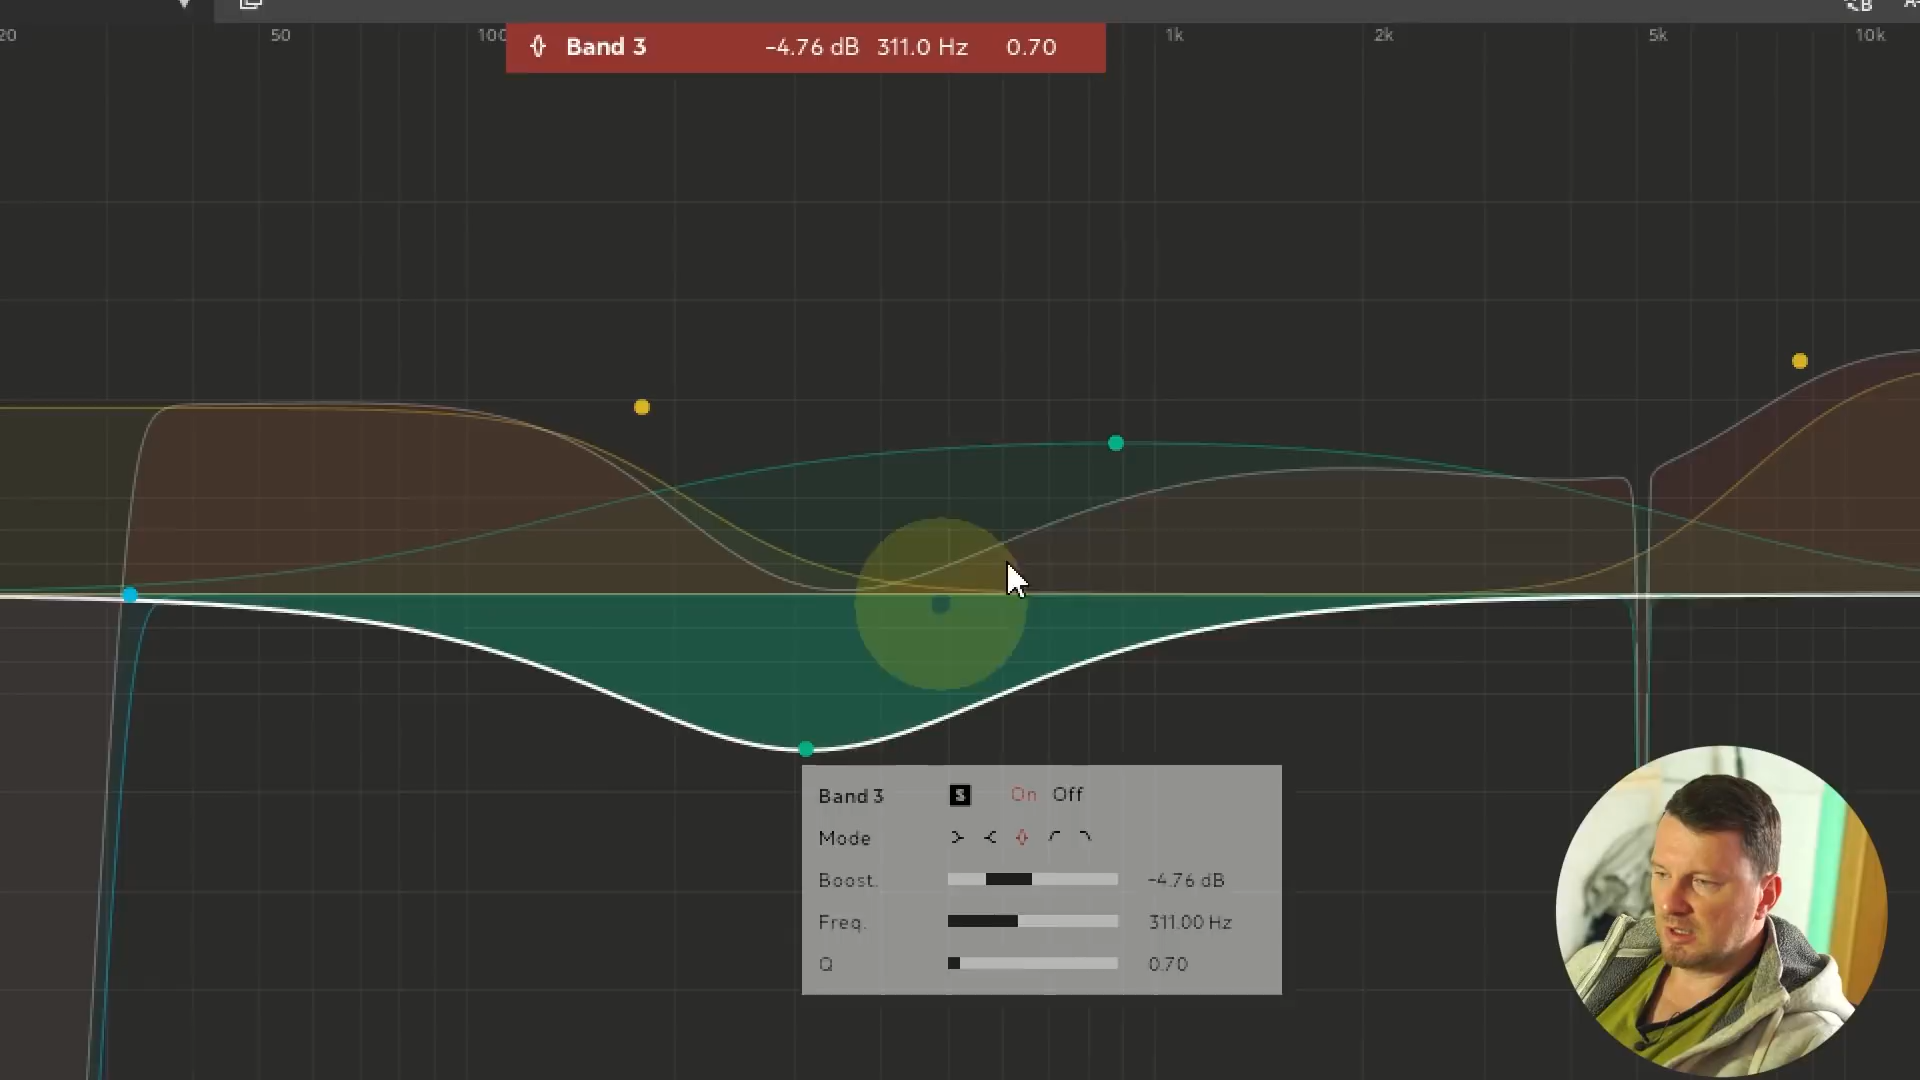 20 50 100 1k 2k 5k 10k
Band 3 -4.76 dB 311.0 Hz 0.70
Band 3 S On Off
Mode
Boost. -4.76 dB
Freq. 311.00 Hz
Q 0.70